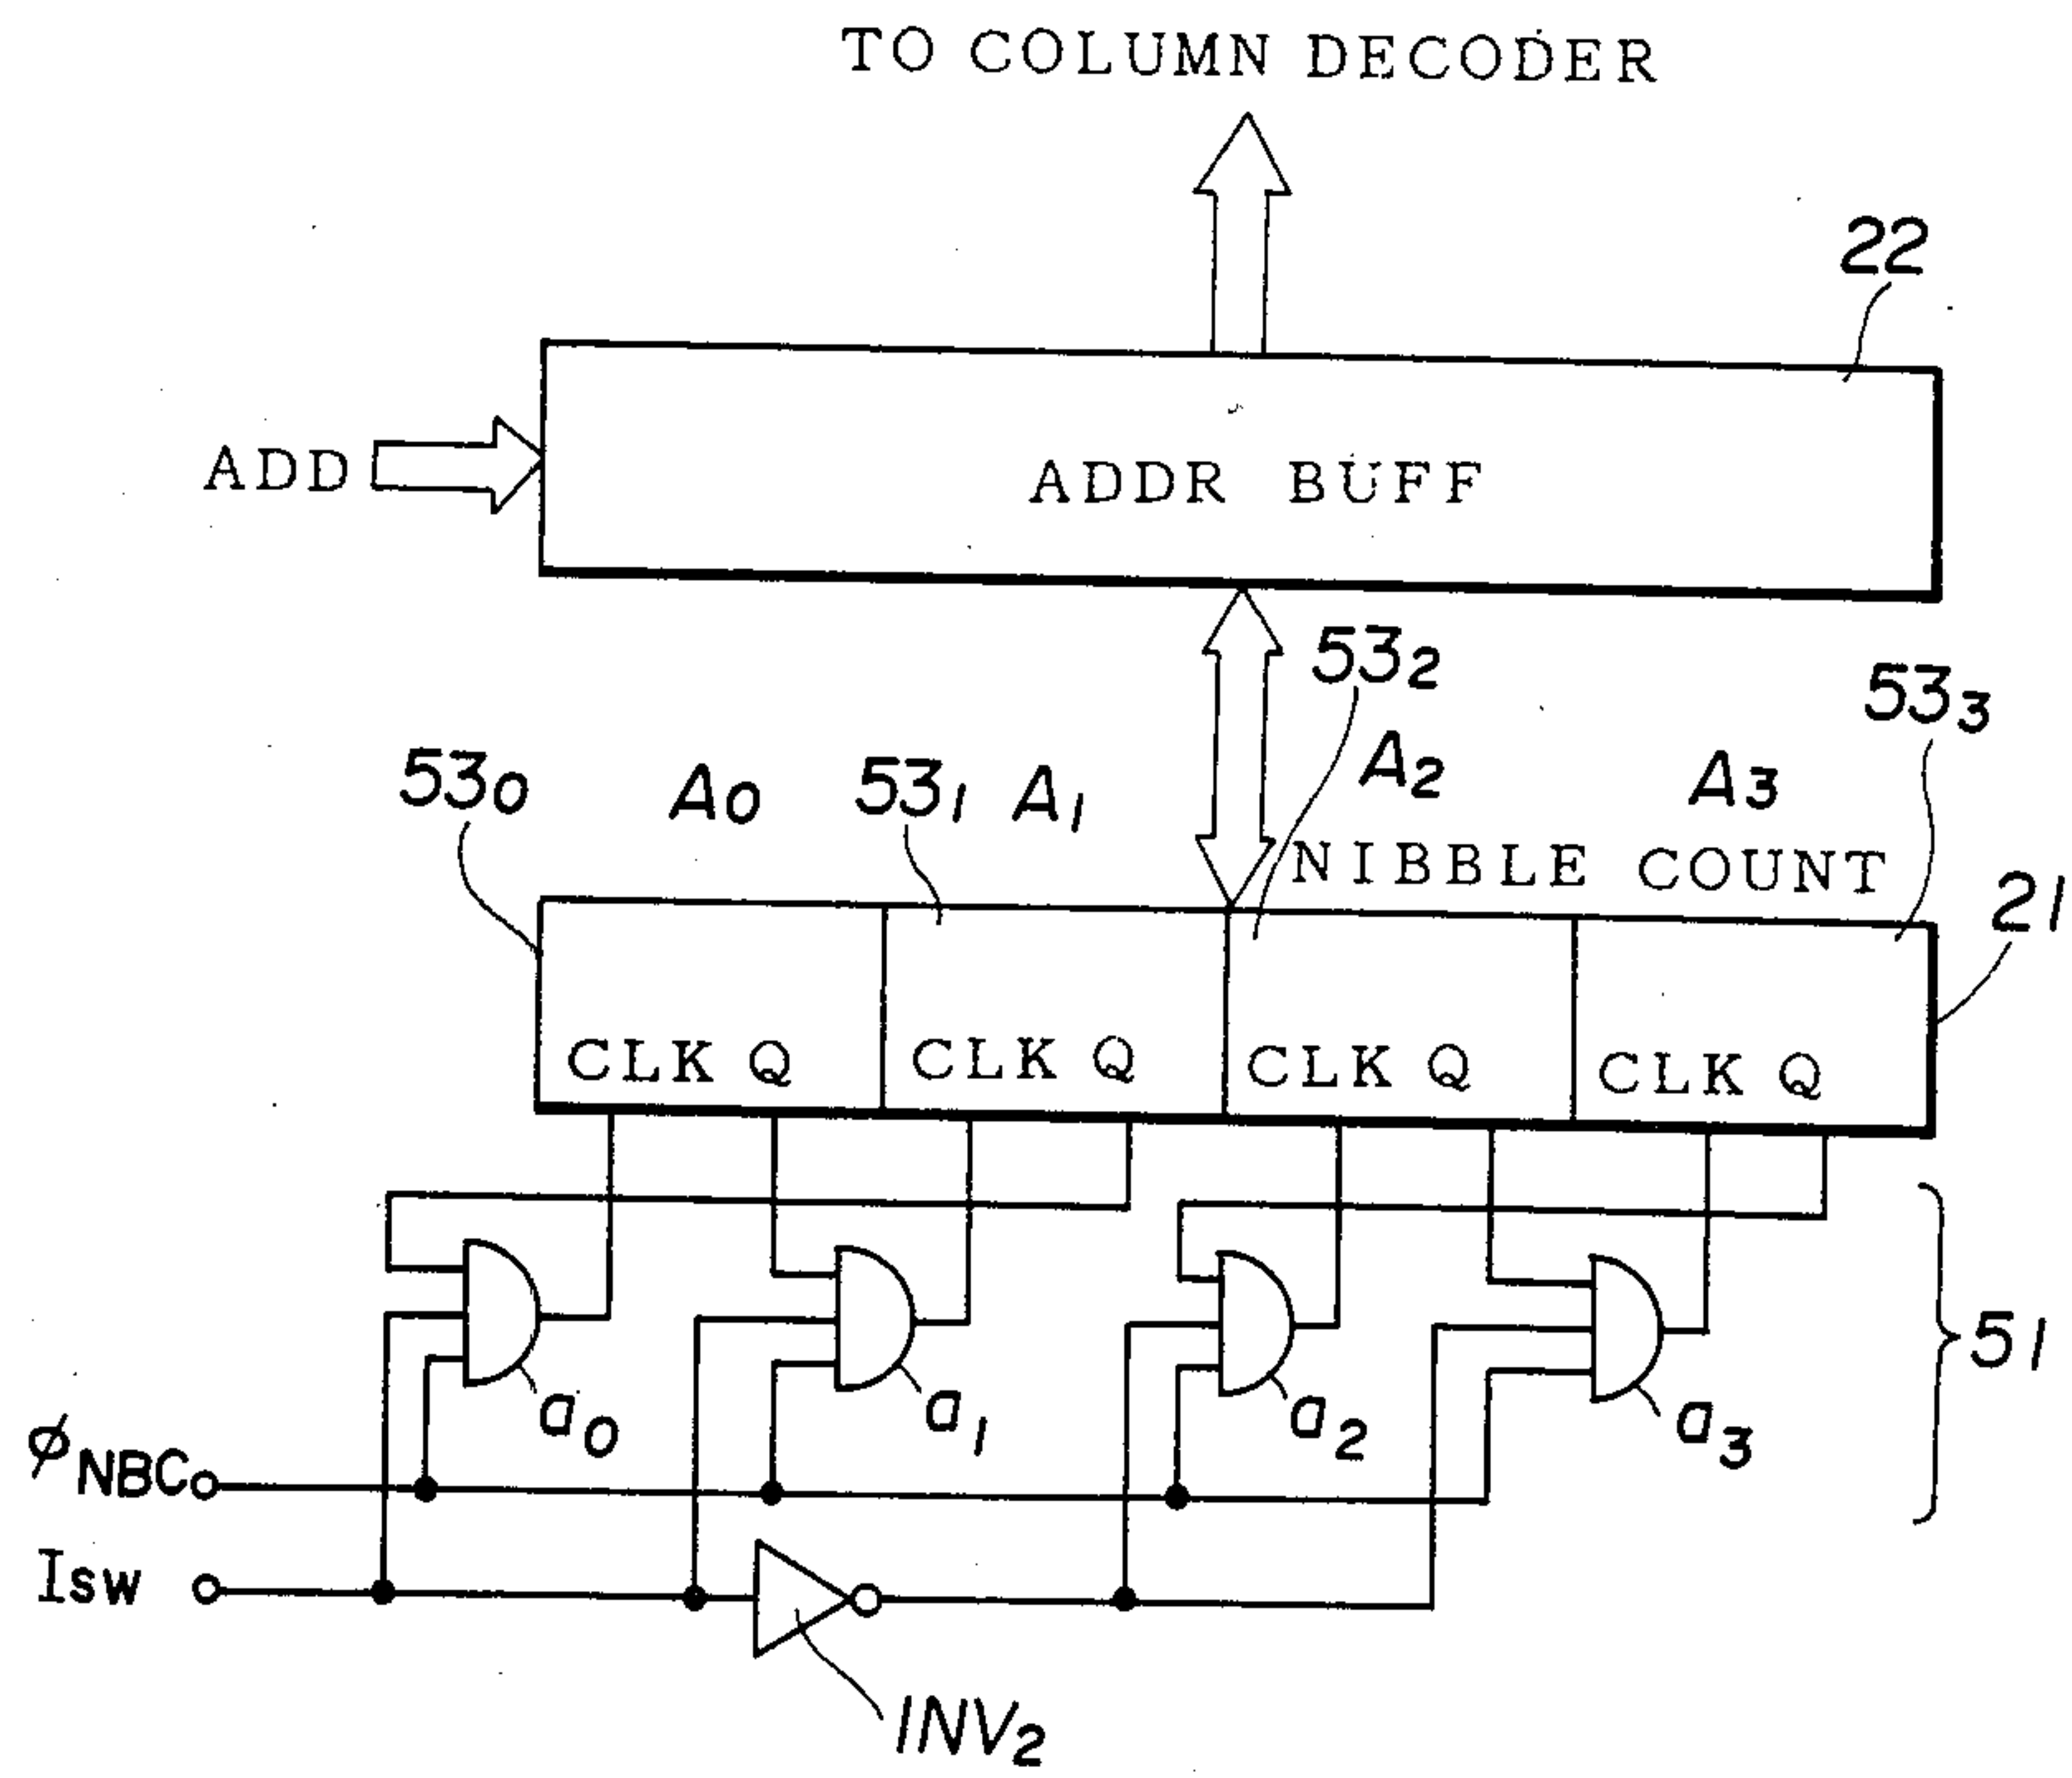 TO COLUMN DECODER
22
ADD
ADDR BUFF
53₂
53₃
53₀
A₀
53₁
A₁
A₂
A₃
NIBBLE COUNT
21
CLK Q
CLK Q
CLK Q
CLK Q
51
a₀
a₁
a₂
a₃
φNBC
Isw
INV₂